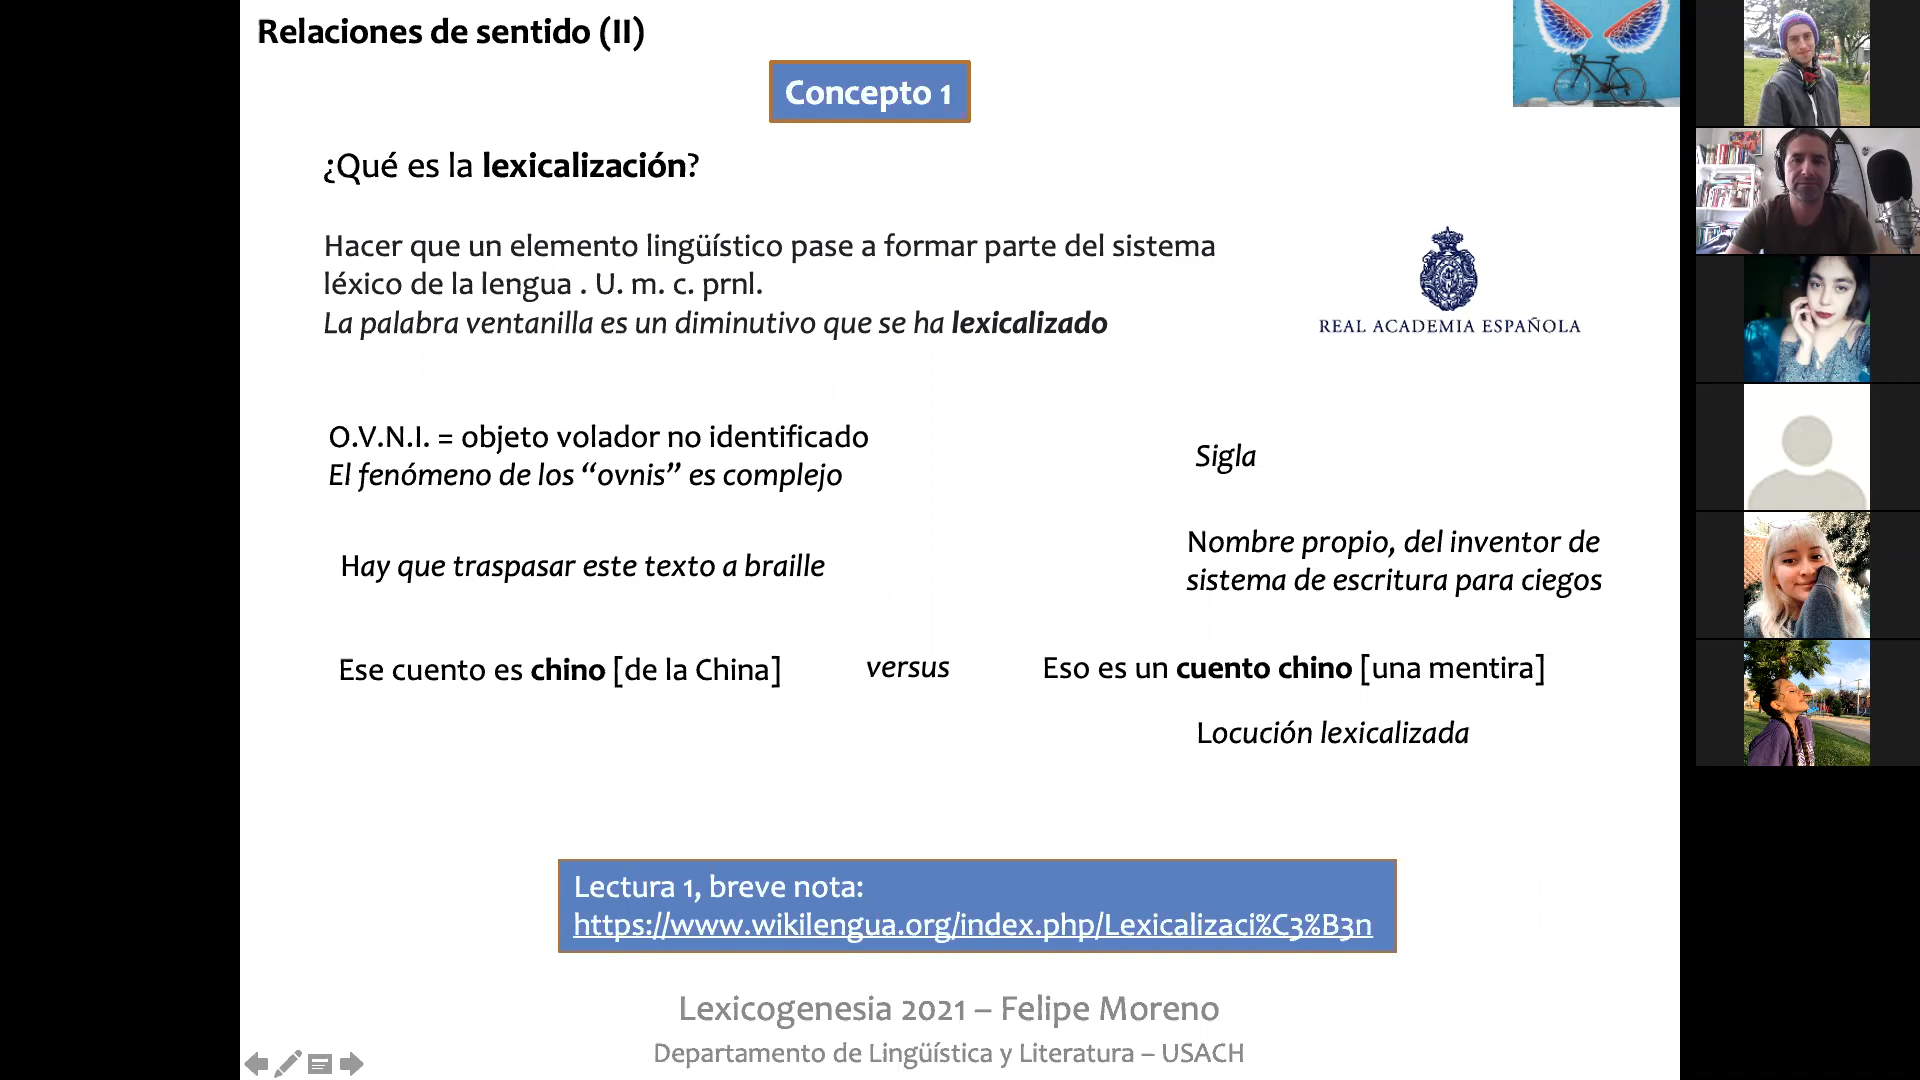 Relaciones de sentido (II)
Concepto 1
¿Qué es la lexicalización?
Hacer que un elemento lingüístico pase a formar parte del sistema
léxico de la lengua . U. m. c. prnl.
La palabra ventanilla es un diminutivo que se ha lexicalizado
REAL ACADEMIA ESPAÑOLA
O.V.N.I. = objeto volador no identificado
El fenómeno de los “ovnis” es complejo
Sigla
Hay que traspasar este texto a braille
Nombre propio, del inventor de
sistema de escritura para ciegos
Ese cuento es chino [de la China]
versus
Eso es un cuento chino [una mentira]
Locución lexicalizada
Lectura 1, breve nota:
https://www.wikilengua.org/index.php/Lexicalizaci%C3%B3n
Lexicogenesia 2021 – Felipe Moreno
Departamento de Lingüística y Literatura – USACH